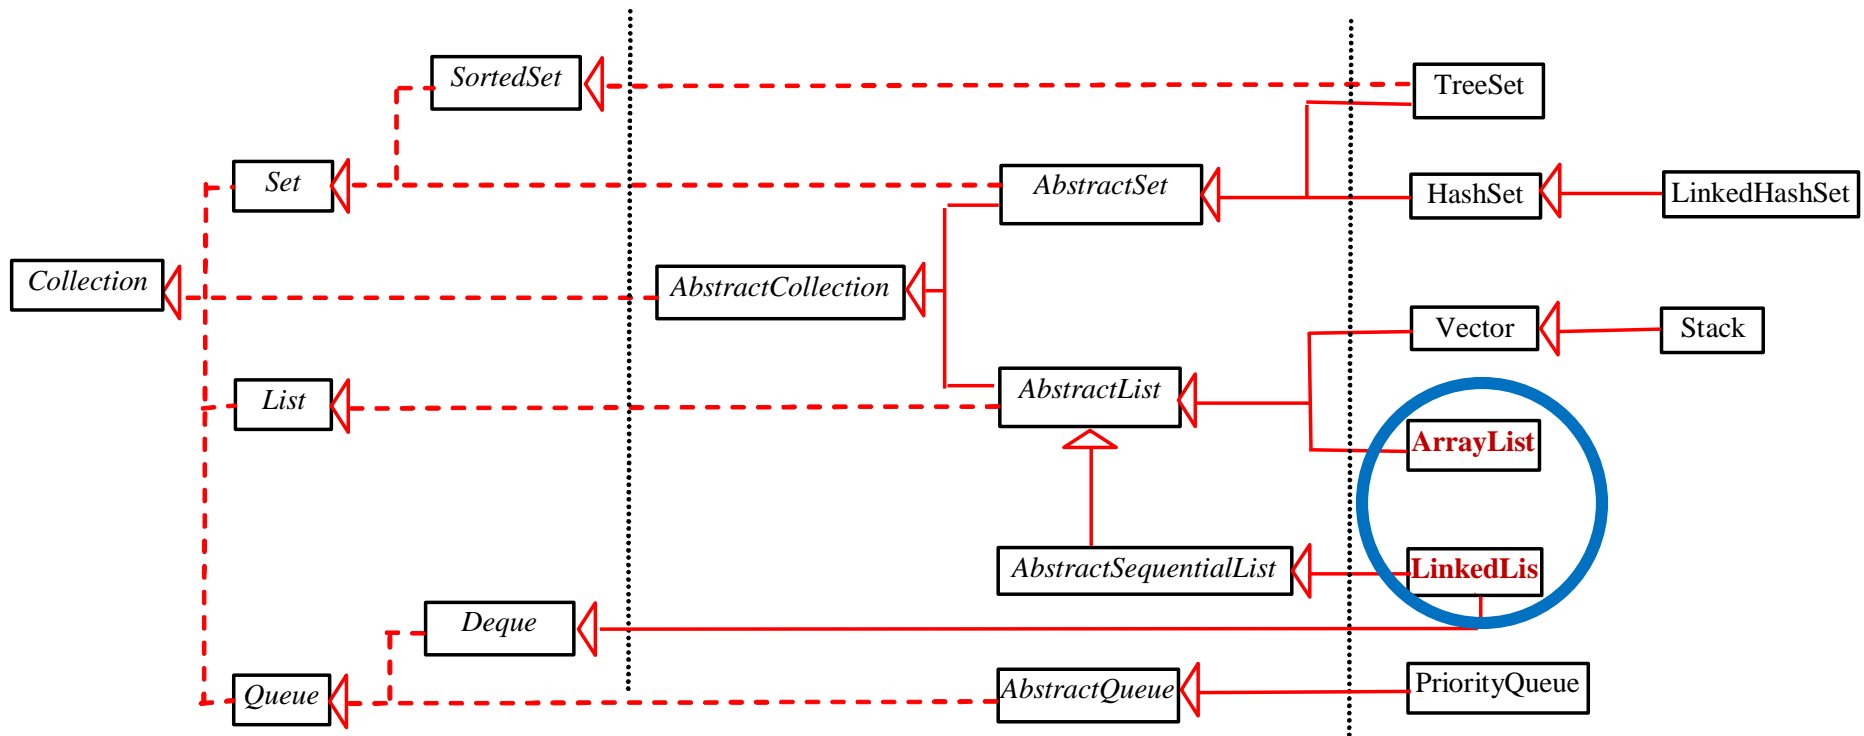 SortedSet
TreeSet
Set
AbstractSet
HashSet
LinkedHashSet
Collection
AbstractCollection
Vector
Stack
List
AbstractList
ArrayList
AbstractSequentialList
LinkedLis
Deque
Queue
AbstractQueue
PriorityQueue